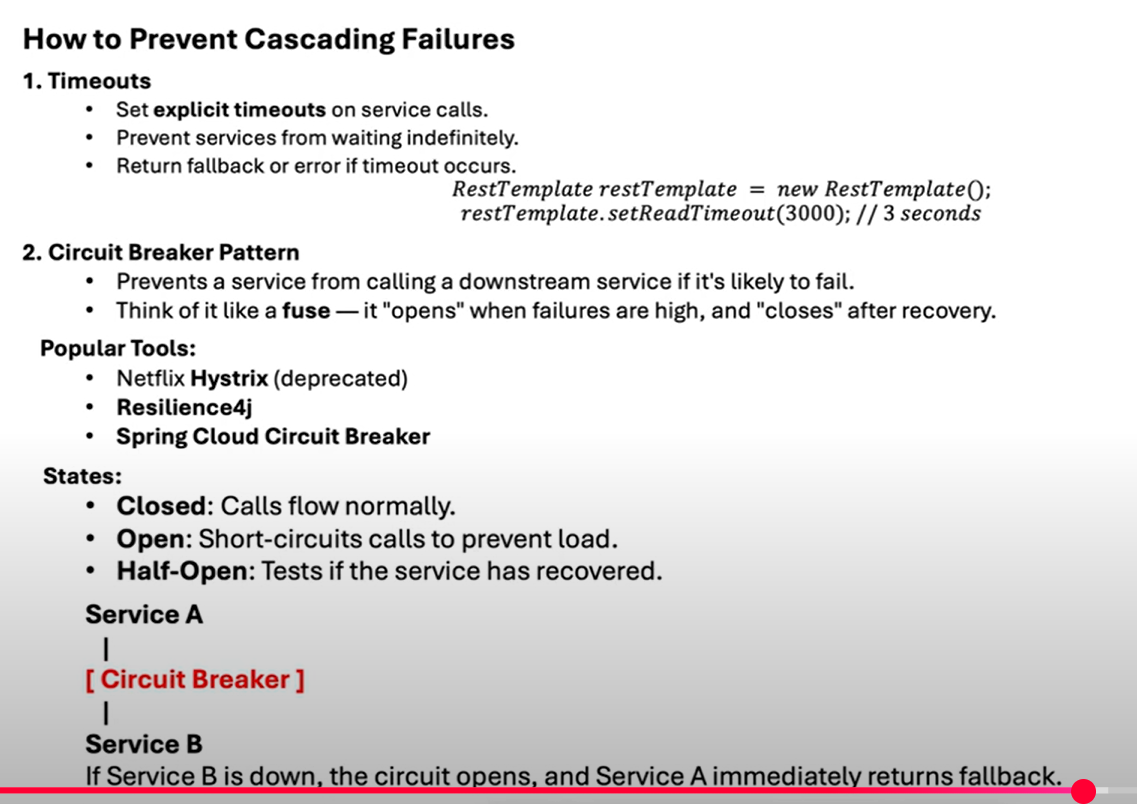 How to Prevent Cascading Failures
1. Timeouts
• Set explicit timeouts on service calls.
• Prevent services from waiting indefinitely.
• Return fallback or error if timeout occurs.
RestTemplate restTemplate = new RestTemplate();
restTemplate.setReadTimeout(3000); // 3 seconds
2. Circuit Breaker Pattern
• Prevents a service from calling a downstream service if it's likely to fail.
• Think of it like a fuse — it "opens" when failures are high, and "closes" after recovery.
Popular Tools:
• Netflix Hystrix (deprecated)
• Resilience4j
• Spring Cloud Circuit Breaker
States:
• Closed: Calls flow normally.
• Open: Short-circuits calls to prevent load.
• Half-Open: Tests if the service has recovered.
Service A
|
[ Circuit Breaker ]
|
Service B
If Service B is down, the circuit opens, and Service A immediately returns fallback.